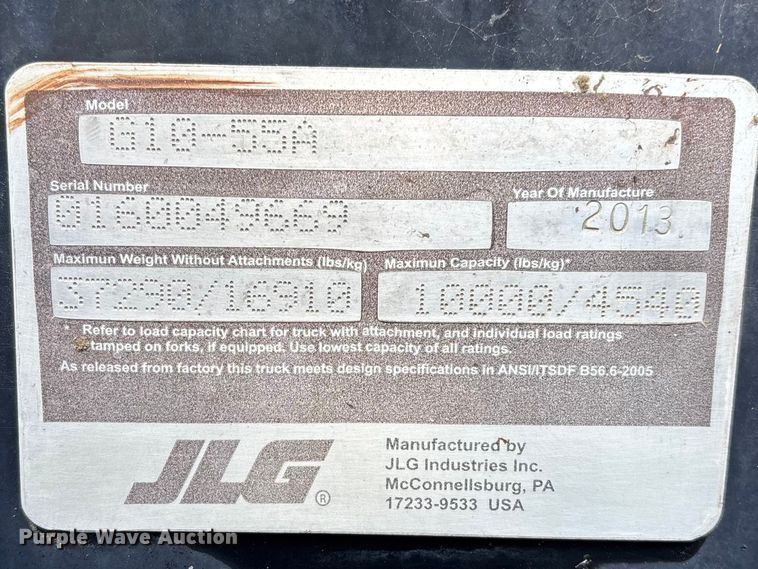 Model
G10-55A
Serial Number
Year Of Manufacture
0160049669
2013
Maximun Weight Without Attachments (lbs/kg)
Maximun Capacity (lbs/kg)*
37290/16910
10000/4540
* Refer to load capacity chart for truck with attachment, and individual load ratings
stamped on forks, if equipped. Use lowest capacity of all ratings.
As released from factory this truck meets design specifications in ANSI/ITSDF B56.6-2005
JLG®
Manufactured by
JLG Industries Inc.
McConnellsburg, PA
17233-9533 USA
Purple Wave Auction